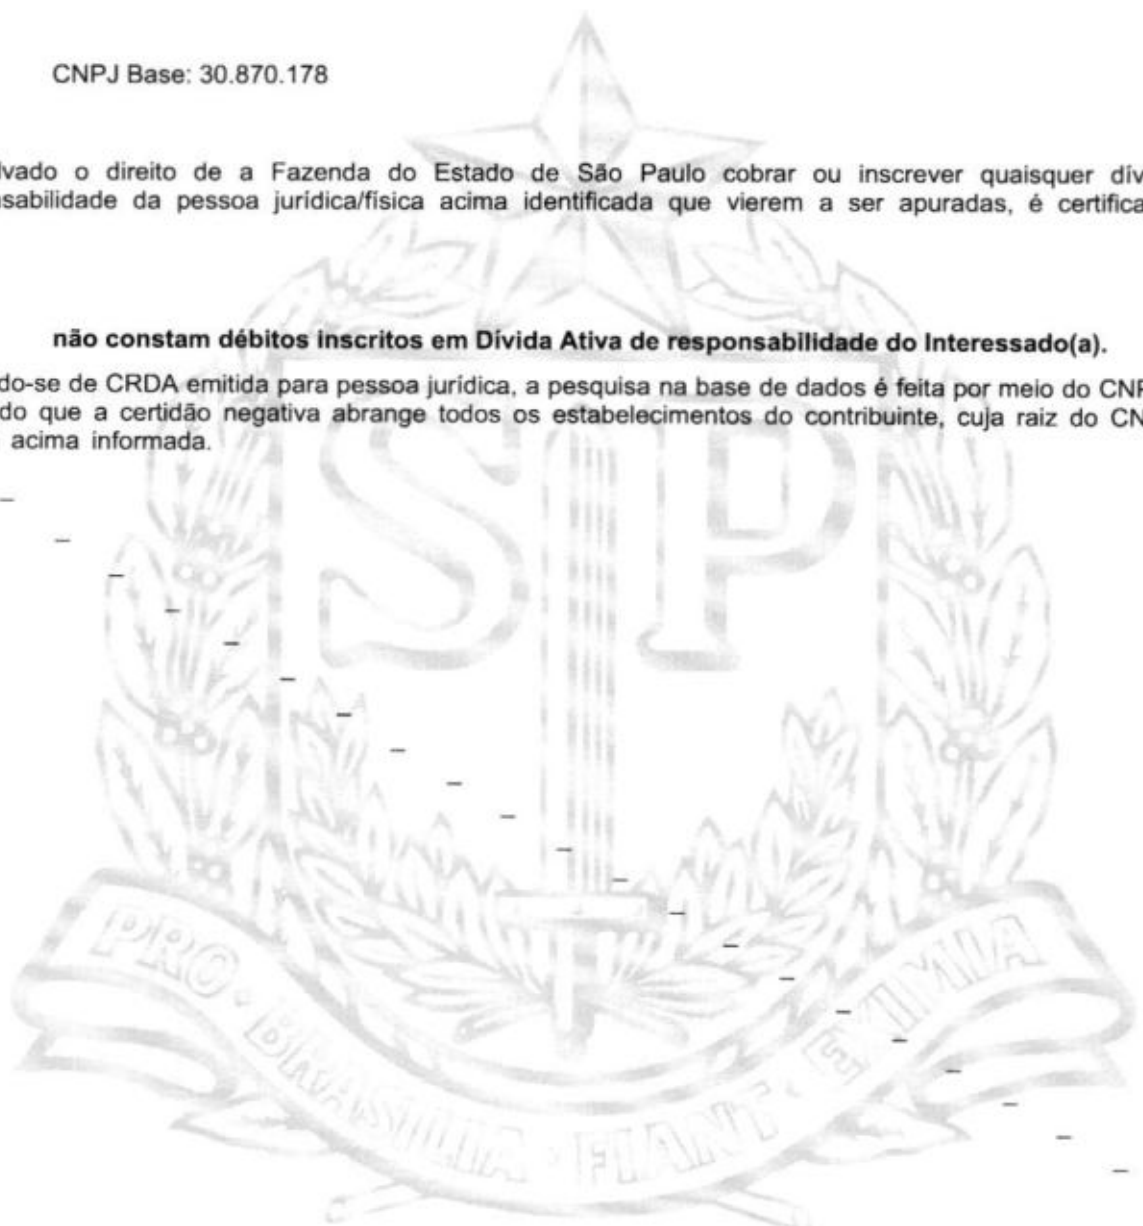 CNPJ Base: 30.870.178
lvado o direito de a Fazenda do Estado de São Paulo cobrar ou inscrever quaisquer dív
nsabilidade da pessoa jurídica/física acima identificada que vierem a ser apuradas, é certifica
não constam débitos inscritos em Dívida Ativa de responsabilidade do Interessado(a).
do-se de CRDA emitida para pessoa jurídica, a pesquisa na base de dados é feita por meio do CNP
do que a certidão negativa abrange todos os estabelecimentos do contribuinte, cuja raiz do CN
acima informada.
SP
PRO · BRASILIA · FIANT · EXIMIA